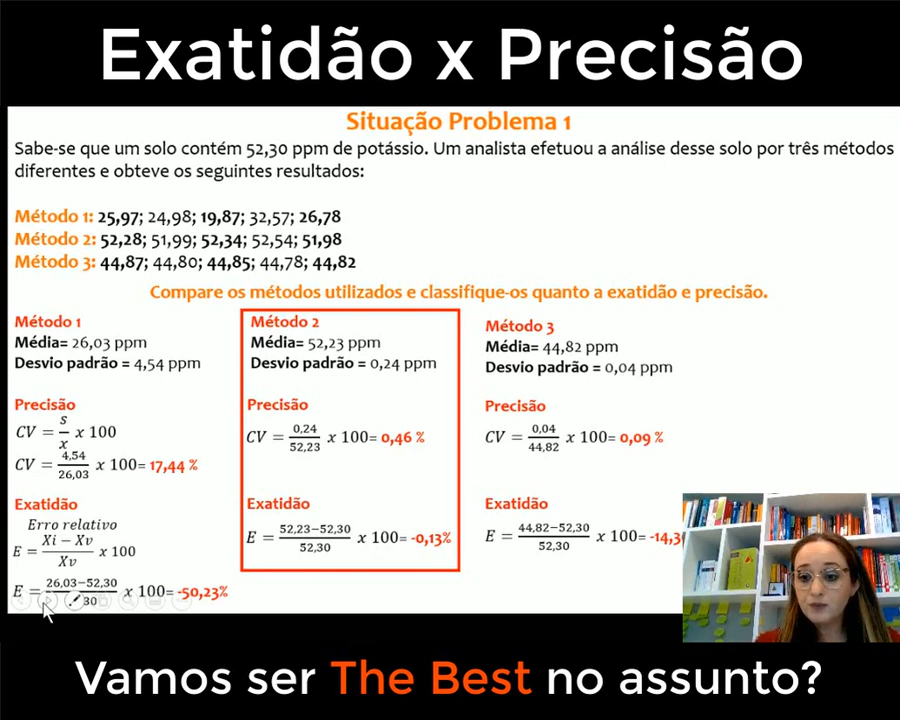 Exatidão x Precisão
Situação Problema 1
Sabe-se que um solo contém 52,30 ppm de potássio. Um analista efetuou a análise desse solo por três métodos
diferentes e obteve os seguintes resultados:
Método 1: 25,97; 24,98; 19,87; 32,57; 26,78
Método 2: 52,28; 51,99; 52,34; 52,54; 51,98
Método 3: 44,87; 44,80; 44,85; 44,78; 44,82
Compare os métodos utilizados e classifique-os quanto a exatidão e precisão.
Método 1
Média= 26,03 ppm
Desvio padrão = 4,54 ppm
Precisão
CV = s/x x 100
CV = 4,54/26,03 x 100= 17,44 %
Exatidão
Erro relativo
E = Xi − Xv/Xv x 100
E = 26,03−52,30/30 x 100= -50,23%
Método 2
Média= 52,23 ppm
Desvio padrão = 0,24 ppm
Precisão
CV = 0,24/52,23 x 100= 0,46 %
Exatidão
E = 52,23−52,30/52,30 x 100= -0,13%
Método 3
Média= 44,82 ppm
Desvio padrão = 0,04 ppm
Precisão
CV = 0,04/44,82 x 100= 0,09 %
Exatidão
E = 44,82−52,30/52,30 x 100= -14,3
Vamos ser The Best no assunto?